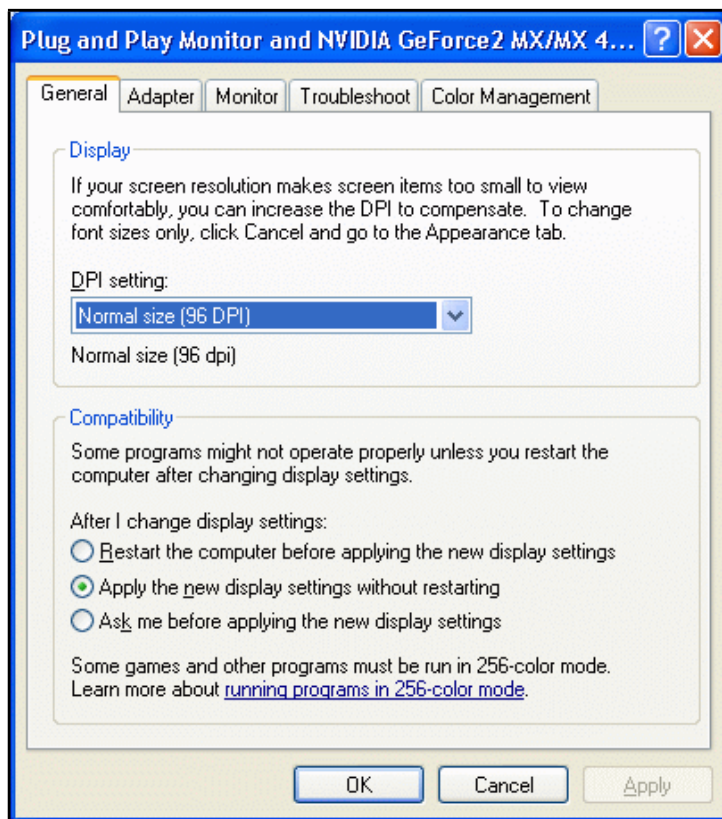 Plug and Play Monitor and NVIDIA GeForce2 MX/MX 4...
General Adapter Monitor Troubleshoot Color Management
Display
If your screen resolution makes screen items too small to view
comfortably, you can increase the DPI to compensate. To change
font sizes only, click Cancel and go to the Appearance tab.
DPI setting:
Normal size (96 DPI)
Normal size (96 dpi)
Compatibility
Some programs might not operate properly unless you restart the
computer after changing display settings.
After I change display settings:
Restart the computer before applying the new display settings
Apply the new display settings without restarting
Ask me before applying the new display settings
Some games and other programs must be run in 256-color mode.
Learn more about running programs in 256-color mode.
OK Cancel Apply